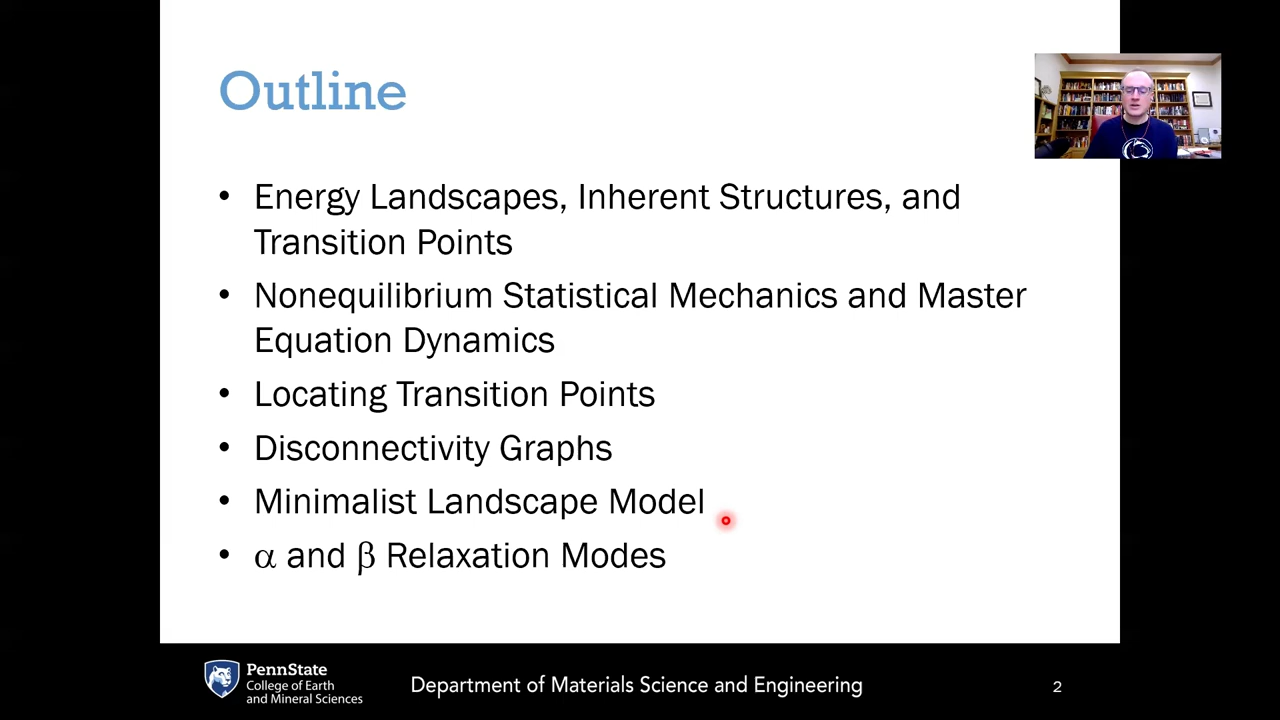 Outline
• Energy Landscapes, Inherent Structures, and
Transition Points
• Nonequilibrium Statistical Mechanics and Master
Equation Dynamics
• Locating Transition Points
• Disconnectivity Graphs
• Minimalist Landscape Model
• α and β Relaxation Modes
PennState
College of Earth
and Mineral Sciences
Department of Materials Science and Engineering
2